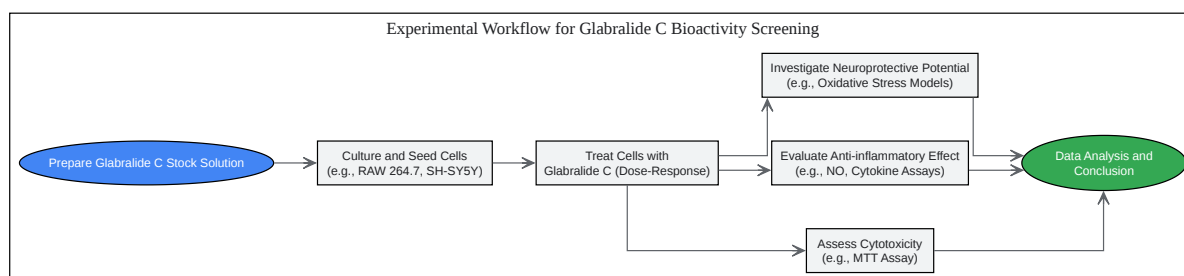 Experimental Workflow for Glabralide C Bioactivity Screening
Prepare Glabralide C Stock Solution
Culture and Seed Cells
(e.g., RAW 264.7, SH-SY5Y)
Treat Cells with
Glabralide C (Dose-Response)
Investigate Neuroprotective Potential
(e.g., Oxidative Stress Models)
Evaluate Anti-inflammatory Effect
(e.g., NO, Cytokine Assays)
Assess Cytotoxicity
(e.g., MTT Assay)
Data Analysis and
Conclusion